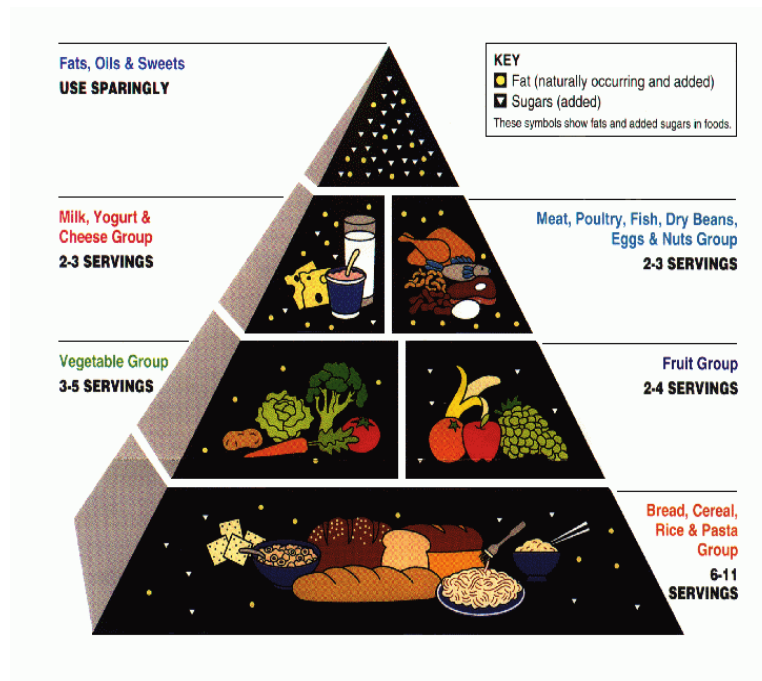 Fats, Oils & Sweets
USE SPARINGLY
KEY
Fat (naturally occurring and added)
Sugars (added)
These symbols show fats and added sugars in foods.
Milk, Yogurt &
Cheese Group
2-3 SERVINGS
Meat, Poultry, Fish, Dry Beans,
Eggs & Nuts Group
2-3 SERVINGS
Vegetable Group
3-5 SERVINGS
Fruit Group
2-4 SERVINGS
Bread, Cereal,
Rice & Pasta
Group
6-11
SERVINGS